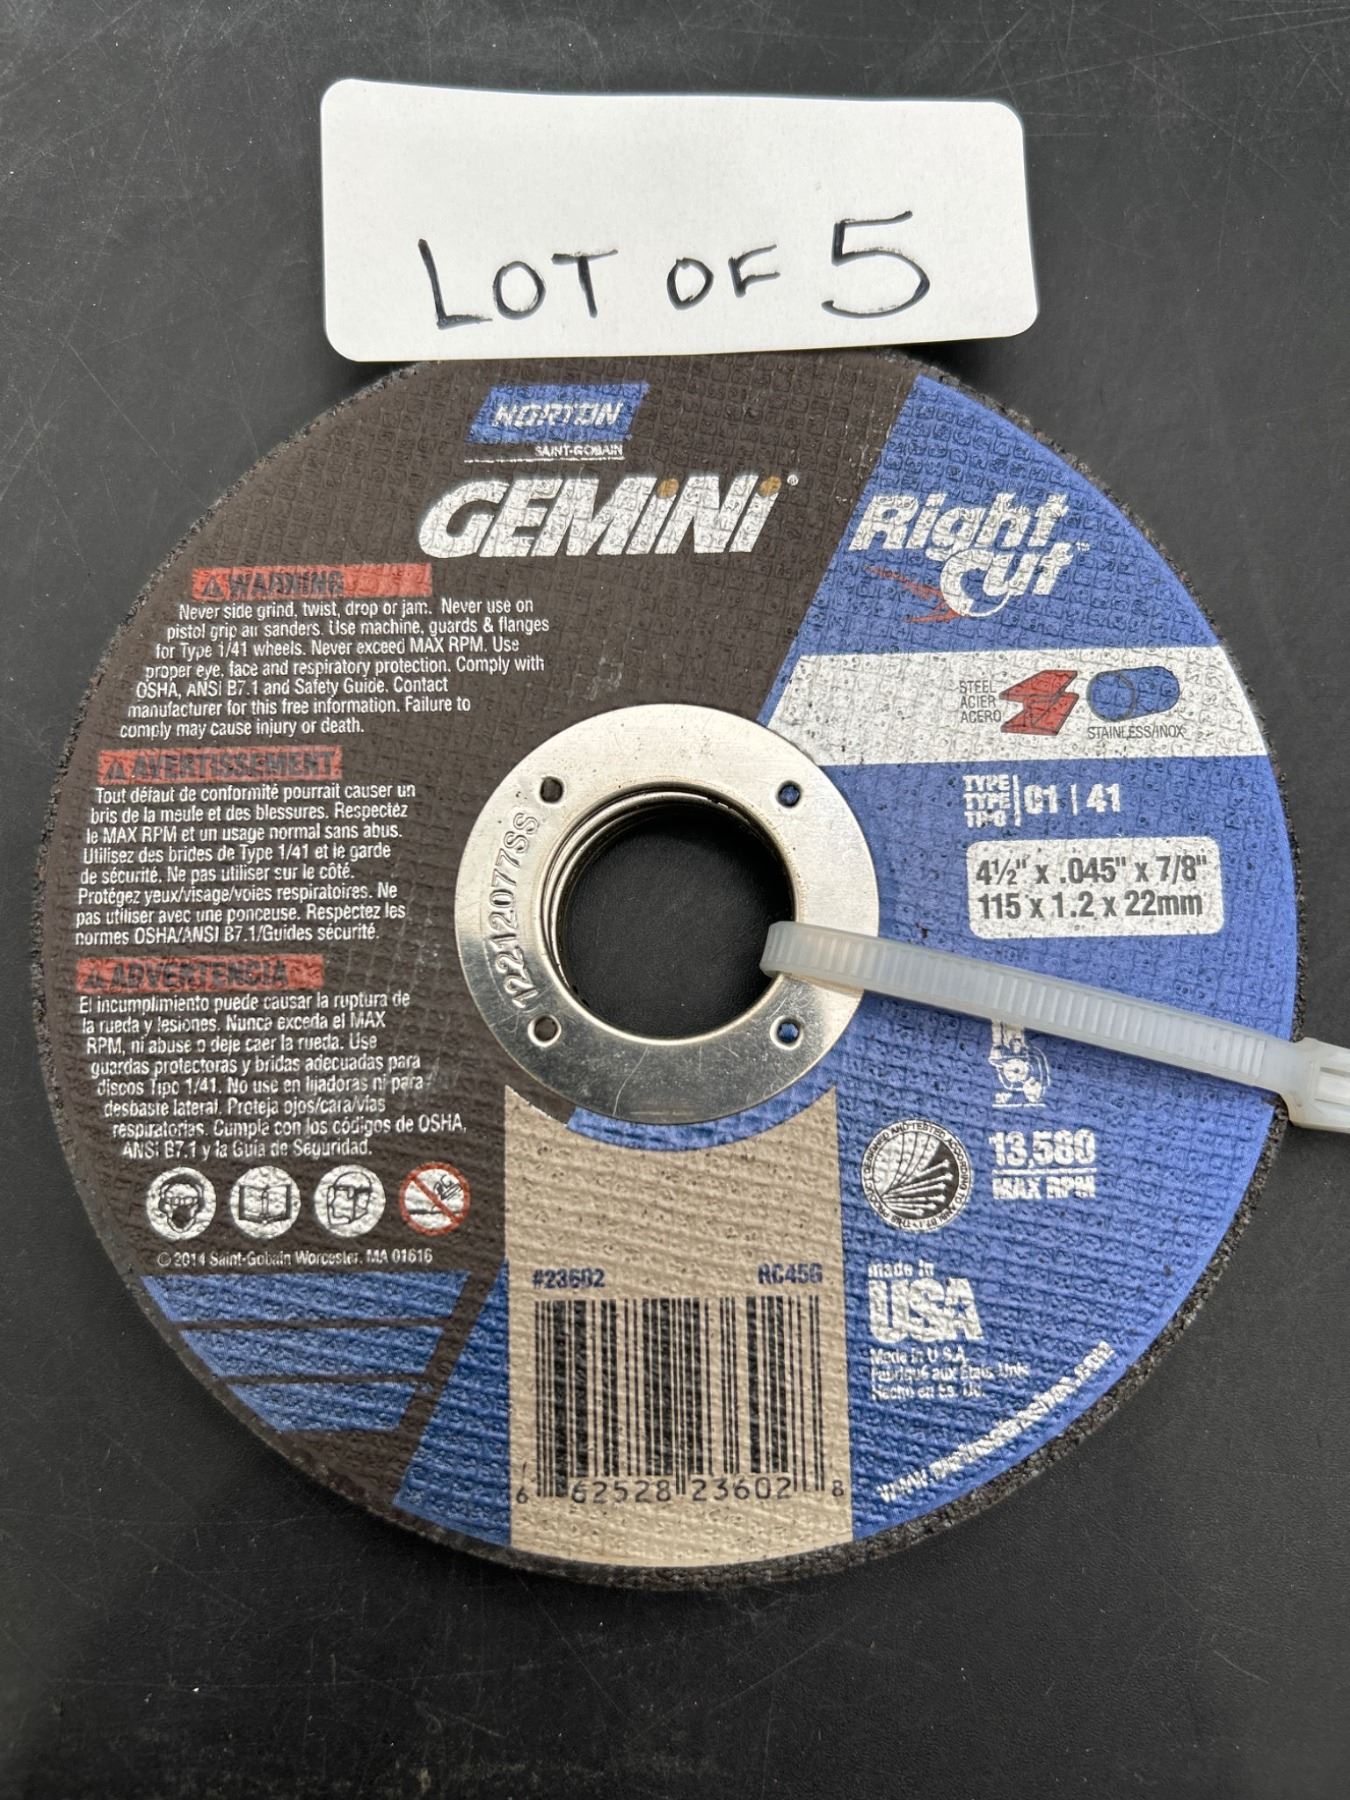 LOT OF 5
NORTON
SAINT-GOBAIN
GEMiNi®
Right
Cut™
WARNING
Never side grind, twist, drop or jam. Never use on
pistol grip air sanders. Use machine, guards & flanges
for Type 1/41 wheels. Never exceed MAX RPM. Use
proper eye, face and respiratory protection. Comply with
OSHA, ANSI B7.1 and Safety Guide. Contact
manufacturer for this free information. Failure to
comply may cause injury or death.
AVERTISSEMENT
Tout défaut de conformité pourrait causer un
bris de la meule et des blessures. Respectez
le MAX RPM et un usage normal sans abus.
Utilisez des brides de Type 1/41 et le garde
de sécurité. Ne pas utiliser sur le côté.
Protégez yeux/visage/voies respiratoires. Ne
pas utiliser avec une ponceuse. Respectez les
normes OSHA/ANSI B7.1/Guides sécurité.
ADVERTENCIA
El incumplimiento puede causar la ruptura de
la rueda y lesiones. Nunca exceda el MAX
RPM, ni abuse o deje caer la rueda. Use
guardas protectoras y bridas adecuadas para
discos Tipo 1/41. No use en lijadoras ni para
desbaste lateral. Proteja ojos/cara/vías
respiratorias. Cumpla con los códigos de OSHA,
ANSI B7.1 y la Guía de Seguridad.
© 2014 Saint-Gobain Worcester, MA 01616
12212077SS
STEEL
ACIER
ACERO
STAINLESS/INOX
TYPE
TYPE
TIPO
01 | 41
4½" x .045" x 7/8"
115 x 1.2 x 22mm
13,580
MAX RPM
made in
USA
Made in U.S.A.
Fabriqué aux États-Unis
Hecho en Es. Un.
#23602
RC45G
6 62528 23602 8